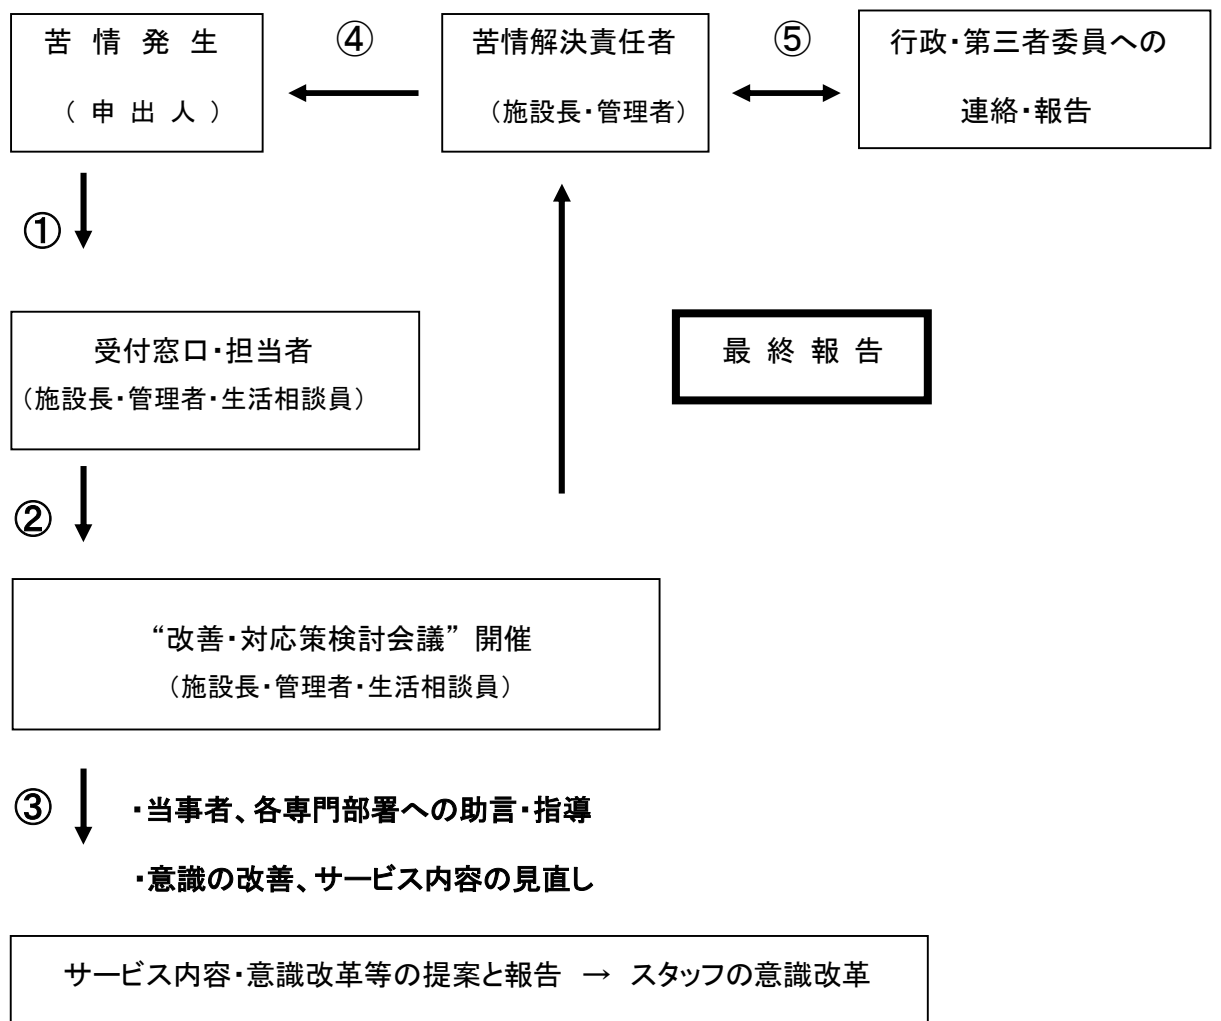 苦 情 発 生
（ 申 出 人 ）
④
苦情解決責任者
（施設長・管理者）
⑤
行政・第三者委員への
連絡・報告
①
受付窓口・担当者
（施設長・管理者・生活相談員）
最 終 報 告
②
“改善・対応策検討会議” 開催
（施設長・管理者・生活相談員）
③
・当事者、各専門部署への助言・指導
・意識の改善、サービス内容の見直し
サービス内容・意識改革等の提案と報告 → スタッフの意識改革